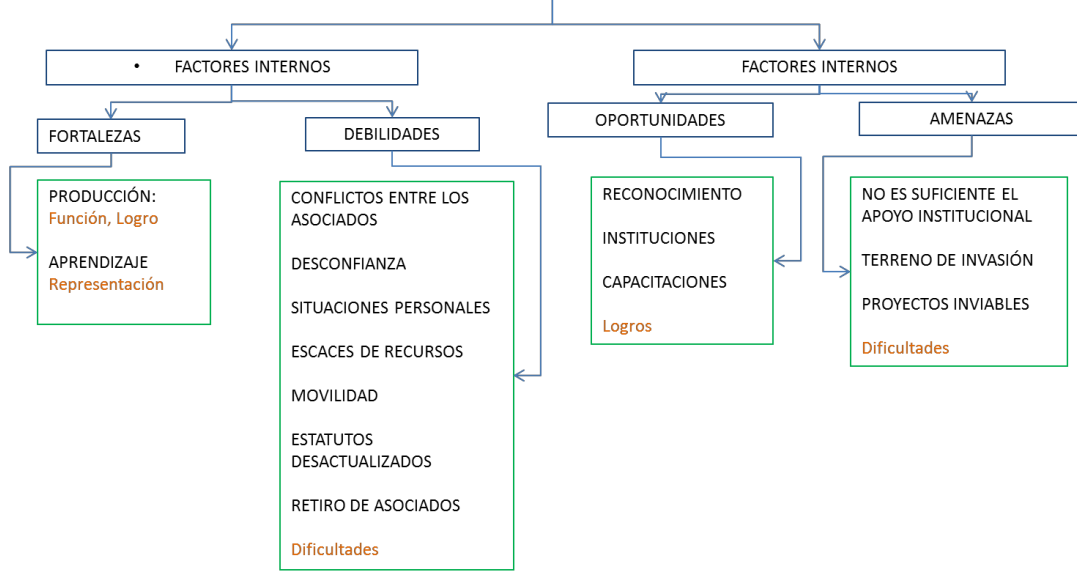 • FACTORES INTERNOS
FACTORES INTERNOS
FORTALEZAS
DEBILIDADES
OPORTUNIDADES
AMENAZAS
PRODUCCIÓN:
Función, Logro
APRENDIZAJE
Representación
CONFLICTOS ENTRE LOS
ASOCIADOS
DESCONFIANZA
SITUACIONES PERSONALES
ESCACES DE RECURSOS
MOVILIDAD
ESTATUTOS
DESACTUALIZADOS
RETIRO DE ASOCIADOS
Dificultades
RECONOCIMIENTO
INSTITUCIONES
CAPACITACIONES
Logros
NO ES SUFICIENTE EL
APOYO INSTITUCIONAL
TERRENO DE INVASIÓN
PROYECTOS INVIABLES
Dificultades